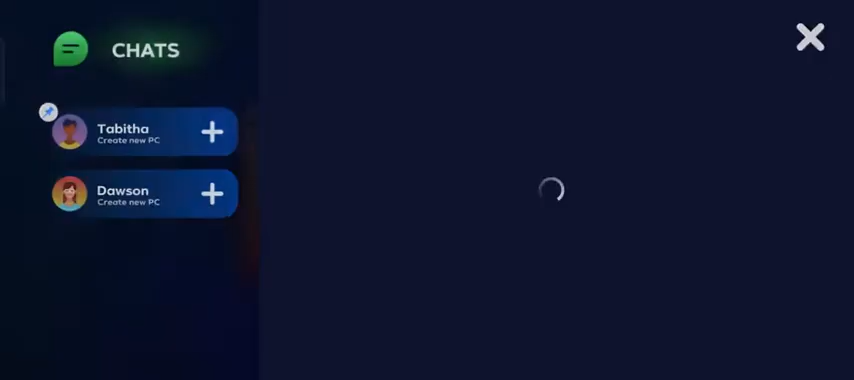 CHATS
Tabitha
Create new PC
Dawson
Create new PC